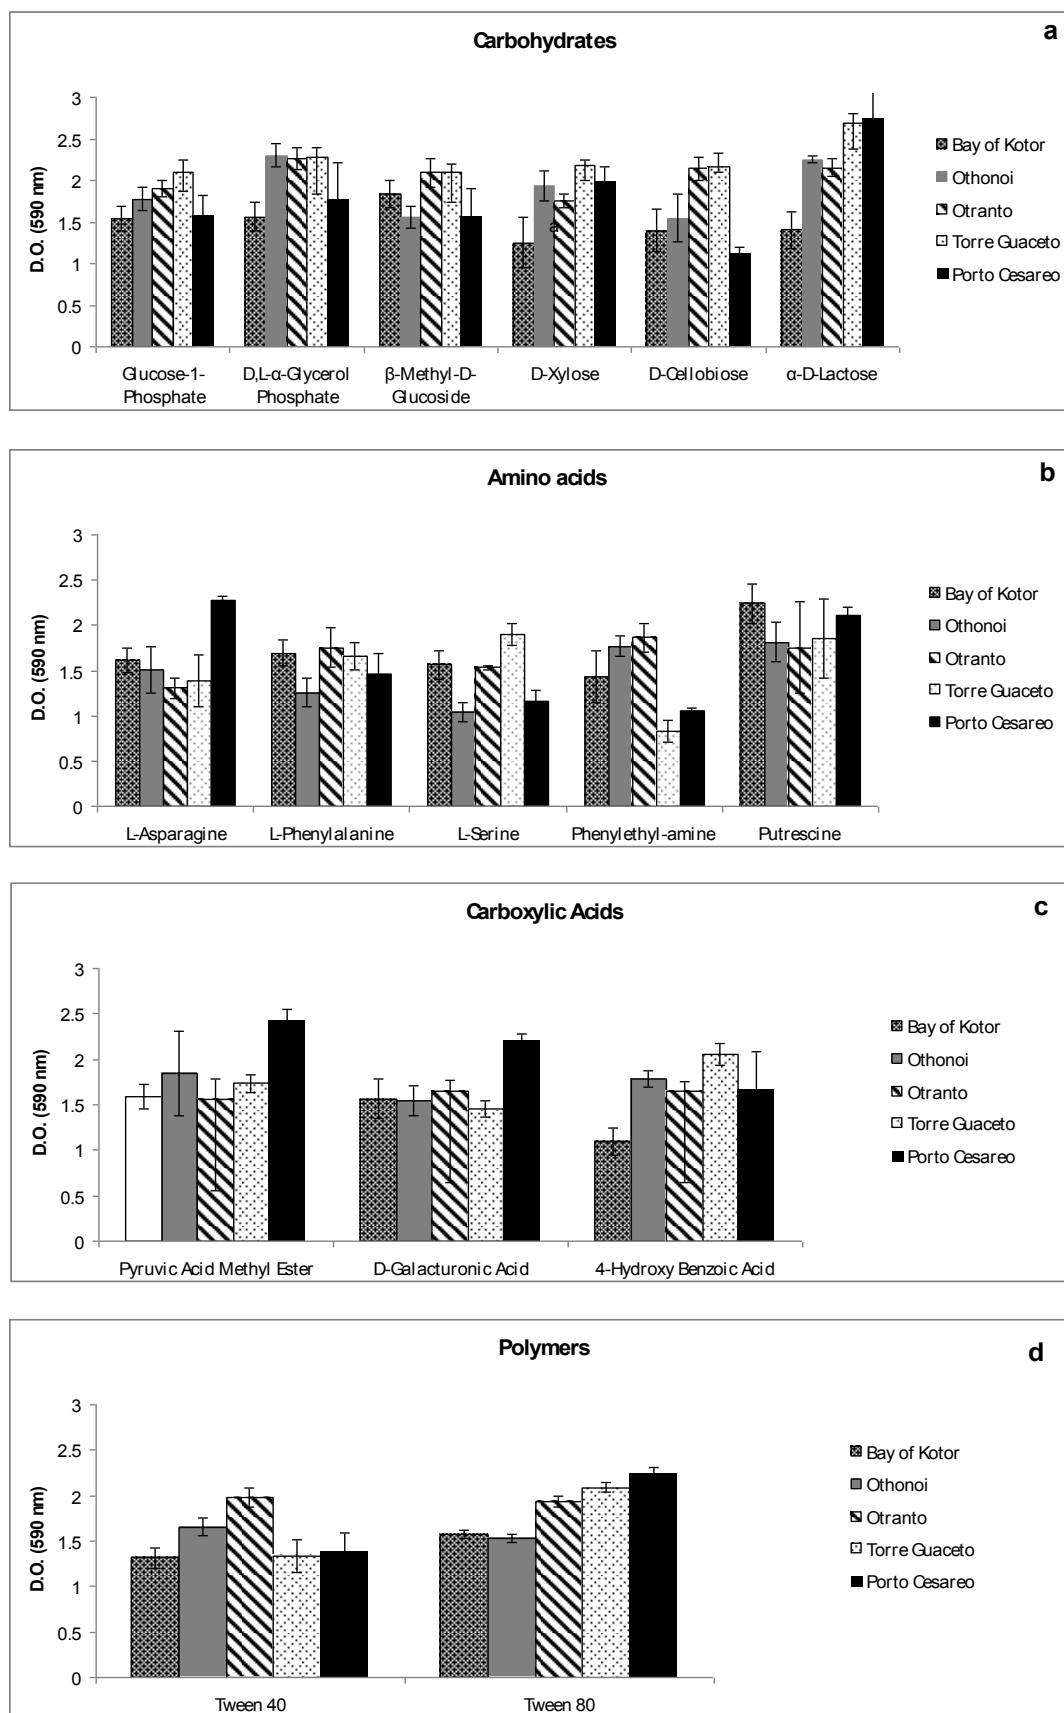 Carbohydrates
a
D.O. (590 nm)
3
2.5
2
1.5
1
0.5
0
a
Glucose-1-
Phosphate
D,L-α-Glycerol
Phosphate
β-Methyl-D-
Glucoside
D-Xylose
D-Cellobiose
α-D-Lactose
Bay of Kotor
Othonoi
Otranto
Torre Guaceto
Porto Cesareo
Amino acids
b
D.O. (590 nm)
3
2.5
2
1.5
1
0.5
0
L-Asparagine
L-Phenylalanine
L-Serine
Phenylethyl-amine
Putrescine
Bay of Kotor
Othonoi
Otranto
Torre Guaceto
Porto Cesareo
Carboxylic Acids
c
D.O. (590 nm)
3
2.5
2
1.5
1
0.5
0
Pyruvic Acid Methyl Ester
D-Galacturonic Acid
4-Hydroxy Benzoic Acid
Bay of Kotor
Othonoi
Otranto
Torre Guaceto
Porto Cesareo
Polymers
d
D.O. (590 nm)
3
2.5
2
1.5
1
0.5
0
Tween 40
Tween 80
Bay of Kotor
Othonoi
Otranto
Torre Guaceto
Porto Cesareo